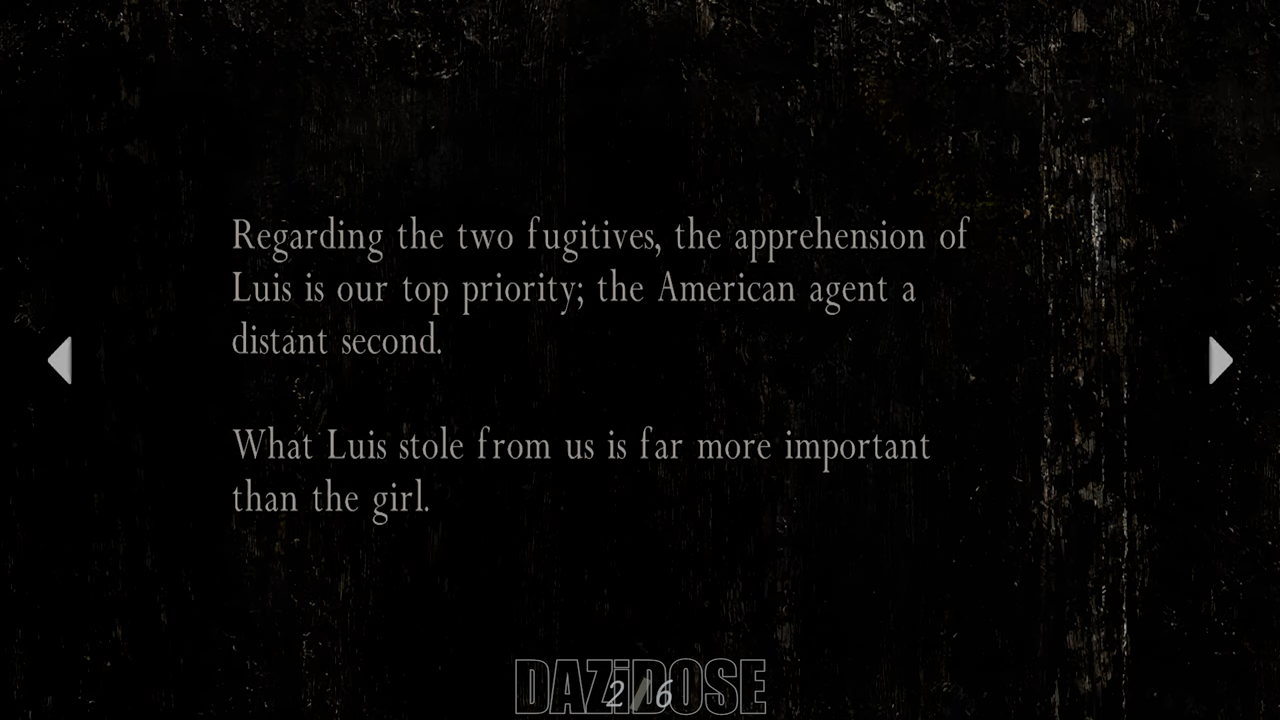 Regarding the two fugitives, the apprehension of
Luis is our top priority; the American agent a
distant second.
What Luis stole from us is far more important
than the girl.
DAZiDOSE
2 / 6